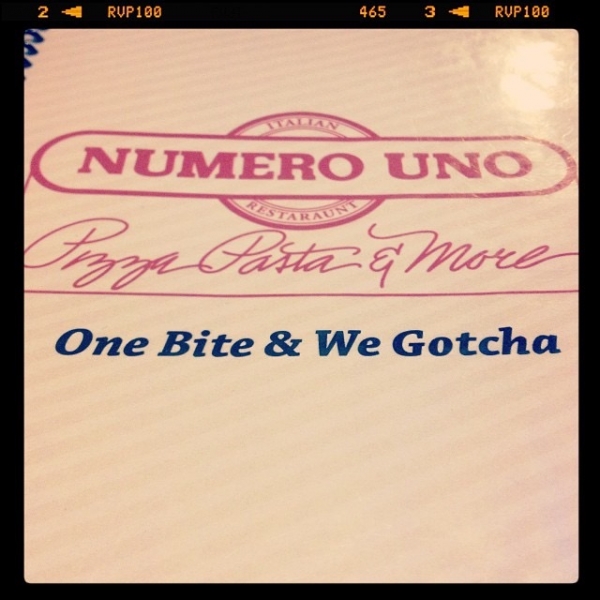 2 RVP100 465 3 RVP100
ITALIAN
NUMERO UNO
RESTARAUNT
Pizza Pasta & More
One Bite & We Gotcha